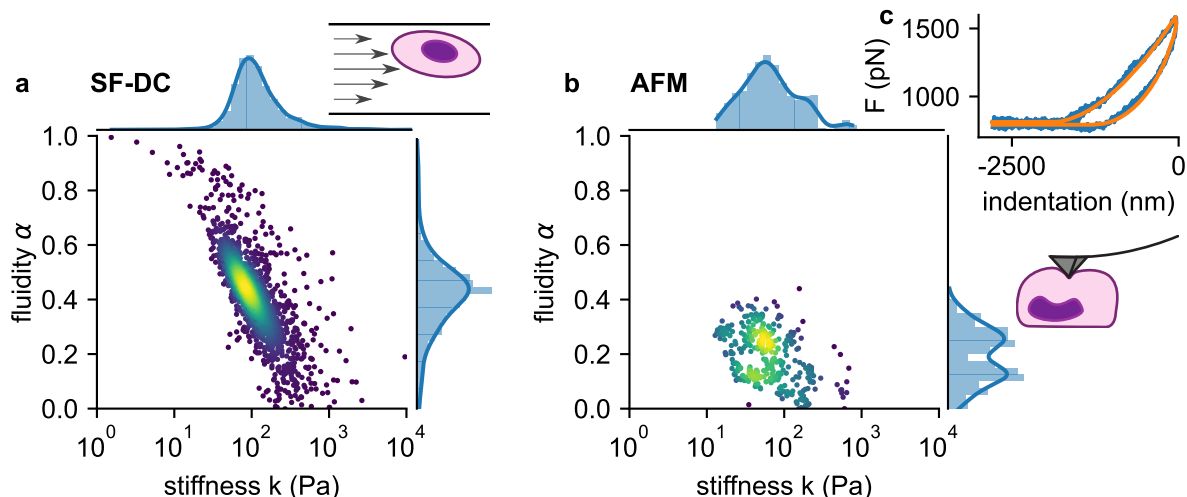 a SF-DC
1.0
0.8
0.6
0.4
0.2
0.0
fluidity α
10^0 10^1 10^2 10^3 10^4
stiffness k (Pa)
b AFM
1.0
0.8
0.6
0.4
0.2
0.0
fluidity α
10^0 10^1 10^2 10^3 10^4
stiffness k (Pa)
c
1500
1000
F (pN)
-2500 0
indentation (nm)